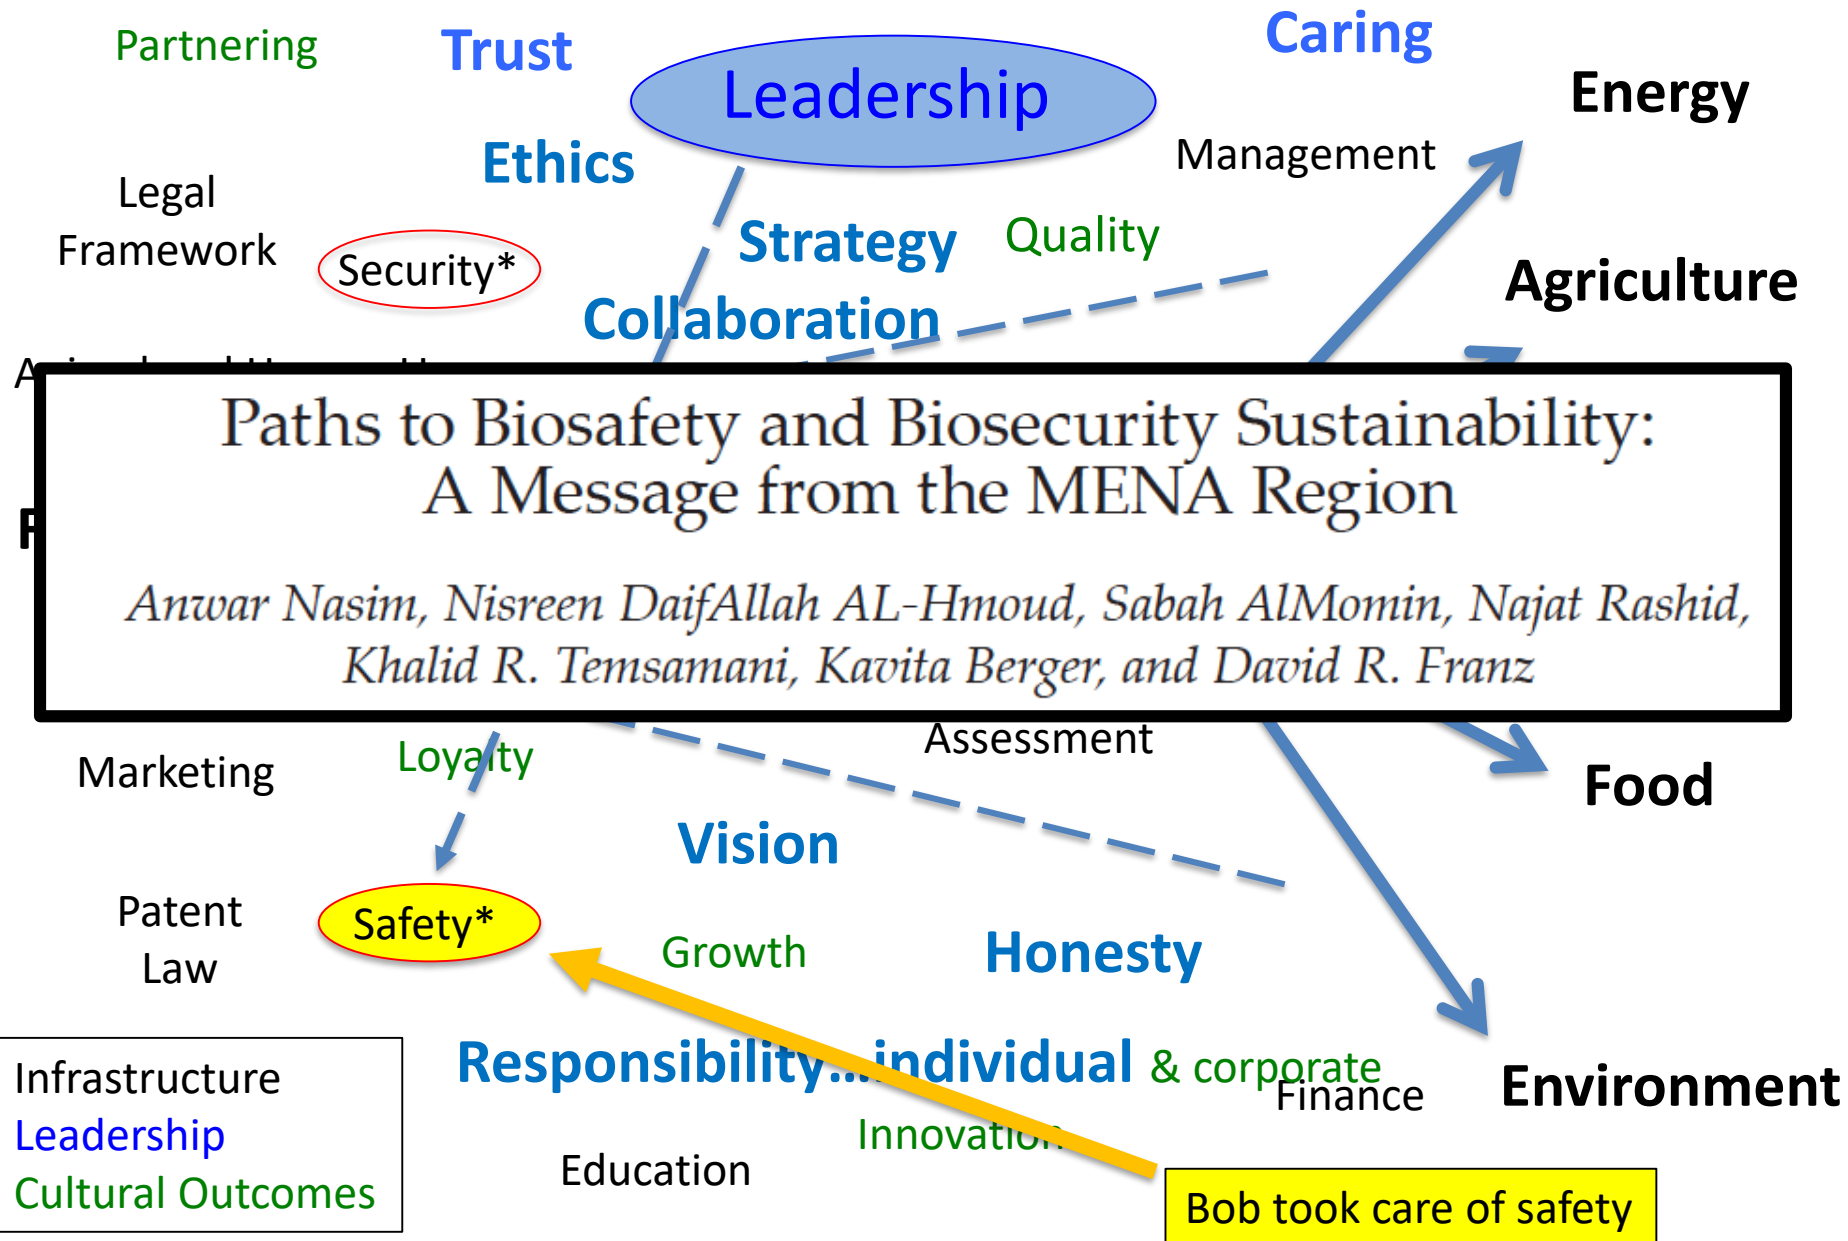 Partnering
Trust
Caring
Leadership
Energy
Ethics
Management
Legal
Framework
Security*
Strategy
Quality
Agriculture
Collaboration
Paths to Biosafety and Biosecurity Sustainability:
A Message from the MENA Region
Anwar Nasim, Nisreen DaifAllah AL-Hmoud, Sabah AlMomin, Najat Rashid,
Khalid R. Temsamani, Kavita Berger, and David R. Franz
Assessment
Marketing
Loyalty
Food
Vision
Patent
Law
Safety*
Growth
Honesty
Responsibility...individual & corporate
Finance
Environment
Infrastructure
Leadership
Cultural Outcomes
Innovation
Education
Bob took care of safety